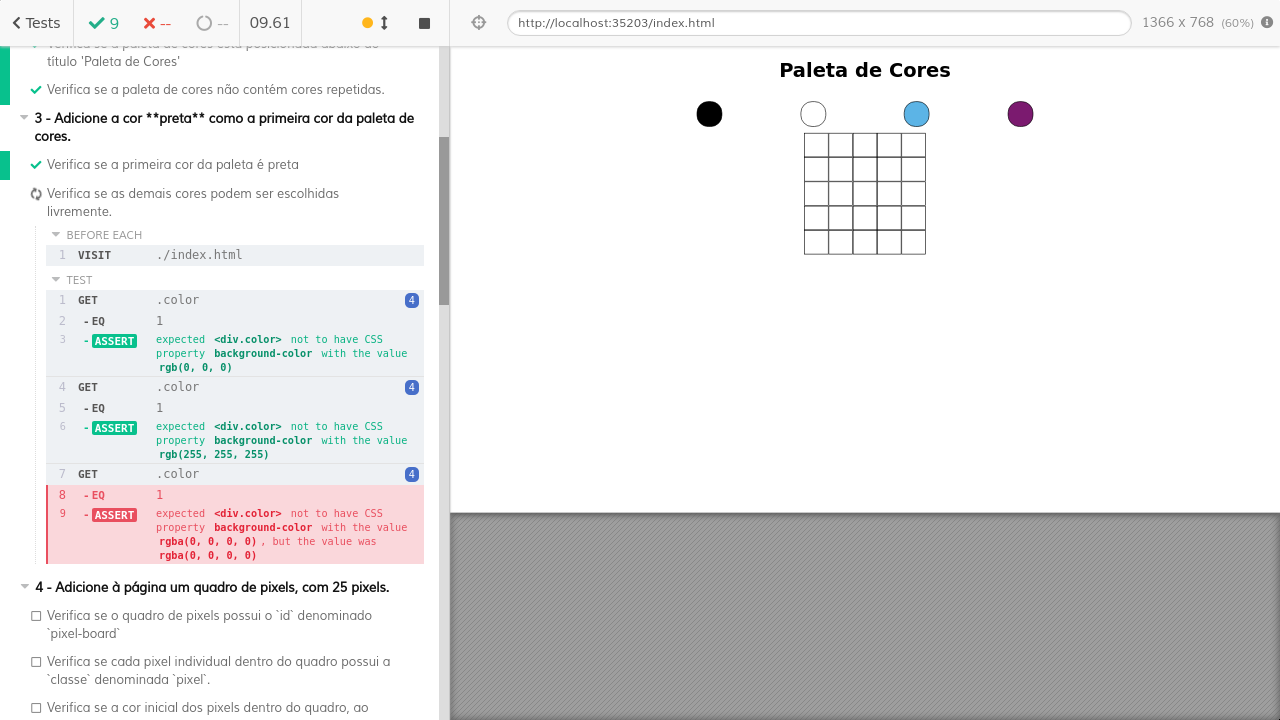 Tests
9
--
--
09.61
http://localhost:35203/index.html
1366 x 768 (60%)
Verifica se a paleta de cores está posicionada abaixo do
título 'Paleta de Cores'
Verifica se a paleta de cores não contém cores repetidas.
3 - Adicione a cor **preta** como a primeira cor da paleta de
cores.
Verifica se a primeira cor da paleta é preta
Verifica se as demais cores podem ser escolhidas
livremente.
BEFORE EACH
1 VISIT ./index.html
TEST
1 GET .color 4
2 - EQ 1
3 - ASSERT expected <div.color> not to have CSS
property background-color with the value
rgb(0, 0, 0)
4 GET .color 4
5 - EQ 1
6 - ASSERT expected <div.color> not to have CSS
property background-color with the value
rgb(255, 255, 255)
7 GET .color 4
8 - EQ 1
9 - ASSERT expected <div.color> not to have CSS
property background-color with the value
rgba(0, 0, 0, 0), but the value was
rgba(0, 0, 0, 0)
4 - Adicione à página um quadro de pixels, com 25 pixels.
Verifica se o quadro de pixels possui o `id` denominado
`pixel-board`
Verifica se cada pixel individual dentro do quadro possui a
`classe` denominada `pixel`.
Verifica se a cor inicial dos pixels dentro do quadro, ao
Paleta de Cores